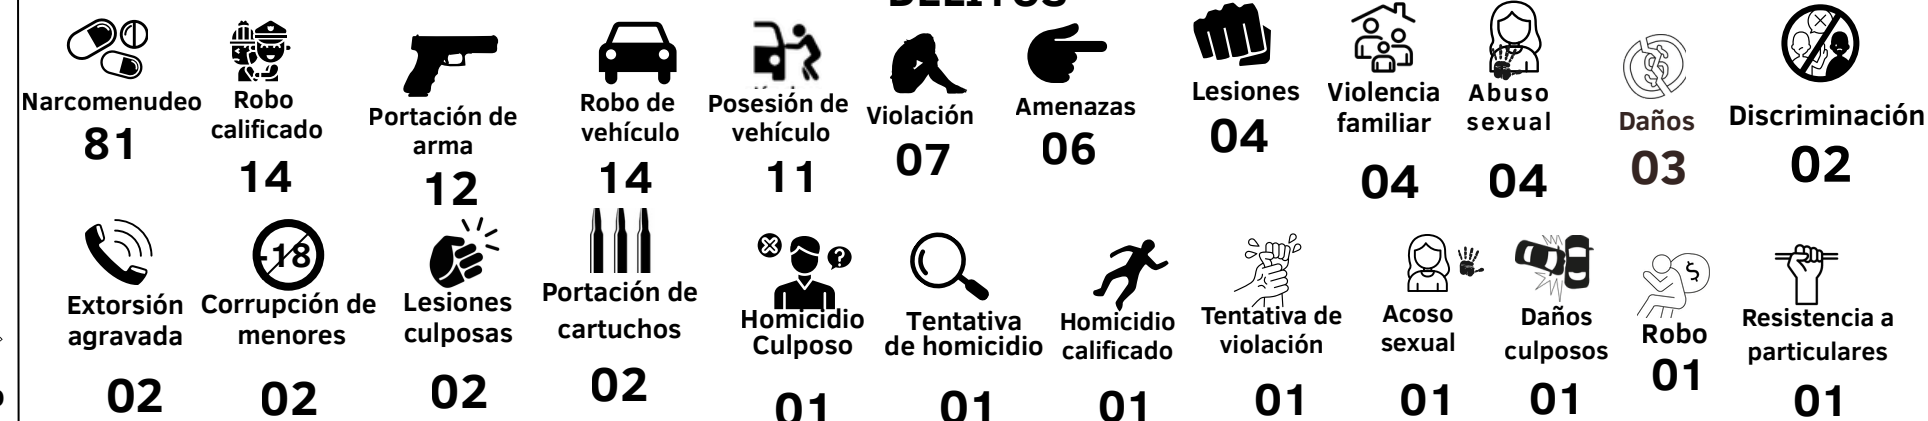 DELITOS
Narcomenudeo
81
Robo
calificado
14
Portación de
arma
12
Robo de
vehículo
14
Posesión de
vehículo
11
Violación
07
Amenazas
06
Lesiones
04
Violencia
familiar
04
Abuso
sexual
04
Daños
03
Discriminación
02
Extorsión
agravada
02
-18
Corrupción de
menores
02
Lesiones
culposas
02
Portación de
cartuchos
02
Homicidio
Culposo
01
Tentativa
de homicidio
01
Homicidio
calificado
01
Tentativa de
violación
01
Acoso
sexual
01
Daños
culposos
01
Robo
01
Resistencia a
particulares
01